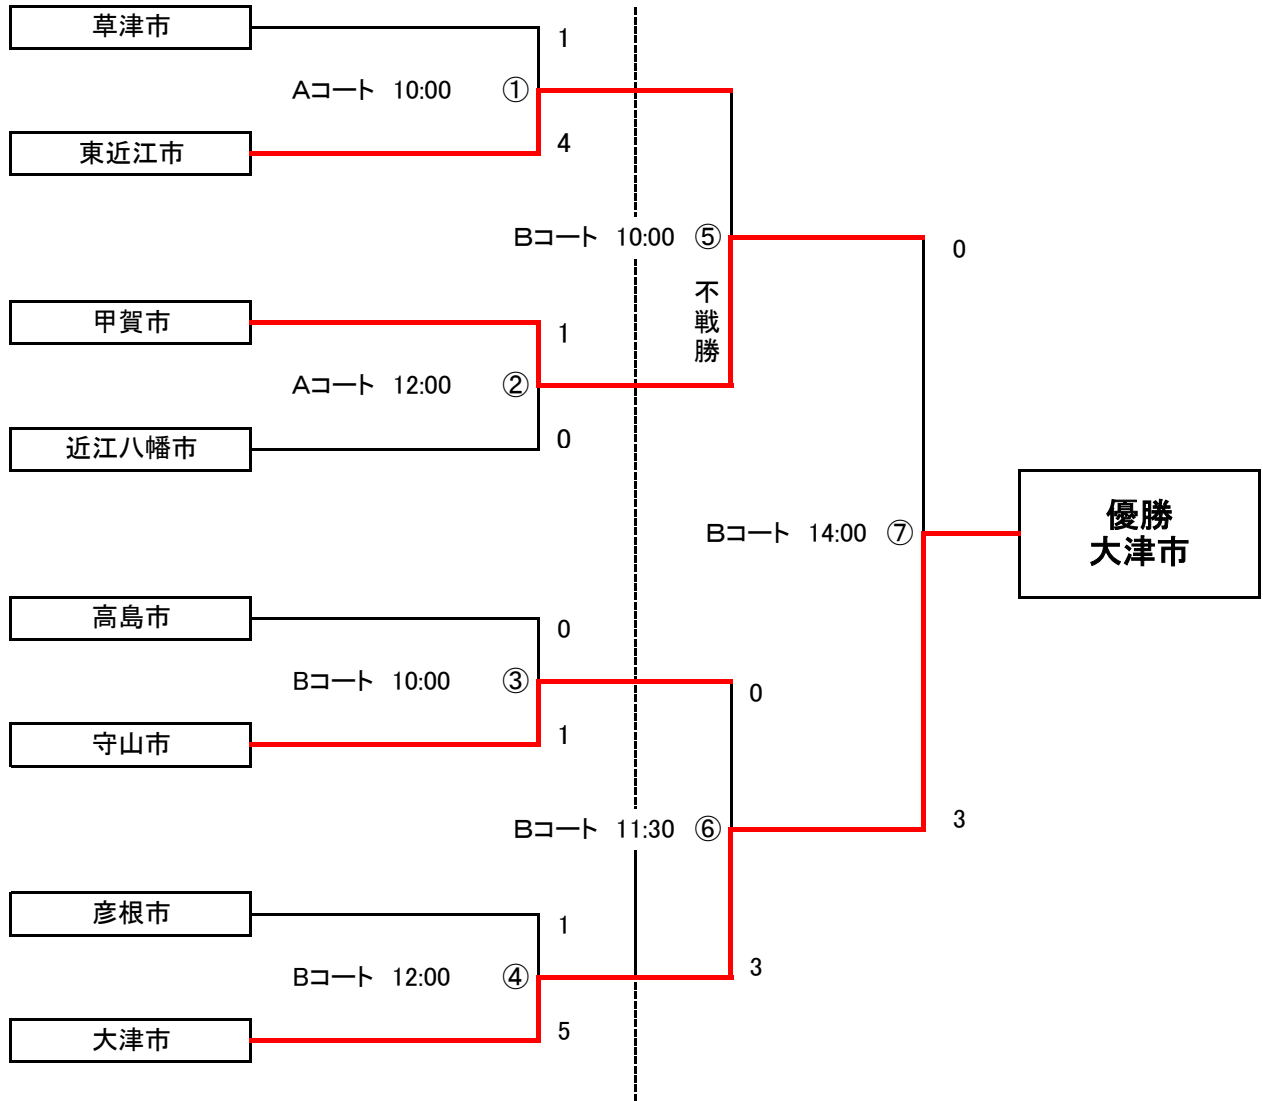 草津市
1
Aコート 10:00 ①
東近江市
4
Bコート 10:00 ⑤
0
不戦勝
甲賀市
1
Aコート 12:00 ②
近江八幡市
0
優勝
大津市
Bコート 14:00 ⑦
高島市
0
Bコート 10:00 ③
0
守山市
1
Bコート 11:30 ⑥
3
彦根市
1
Bコート 12:00 ④
3
大津市
5